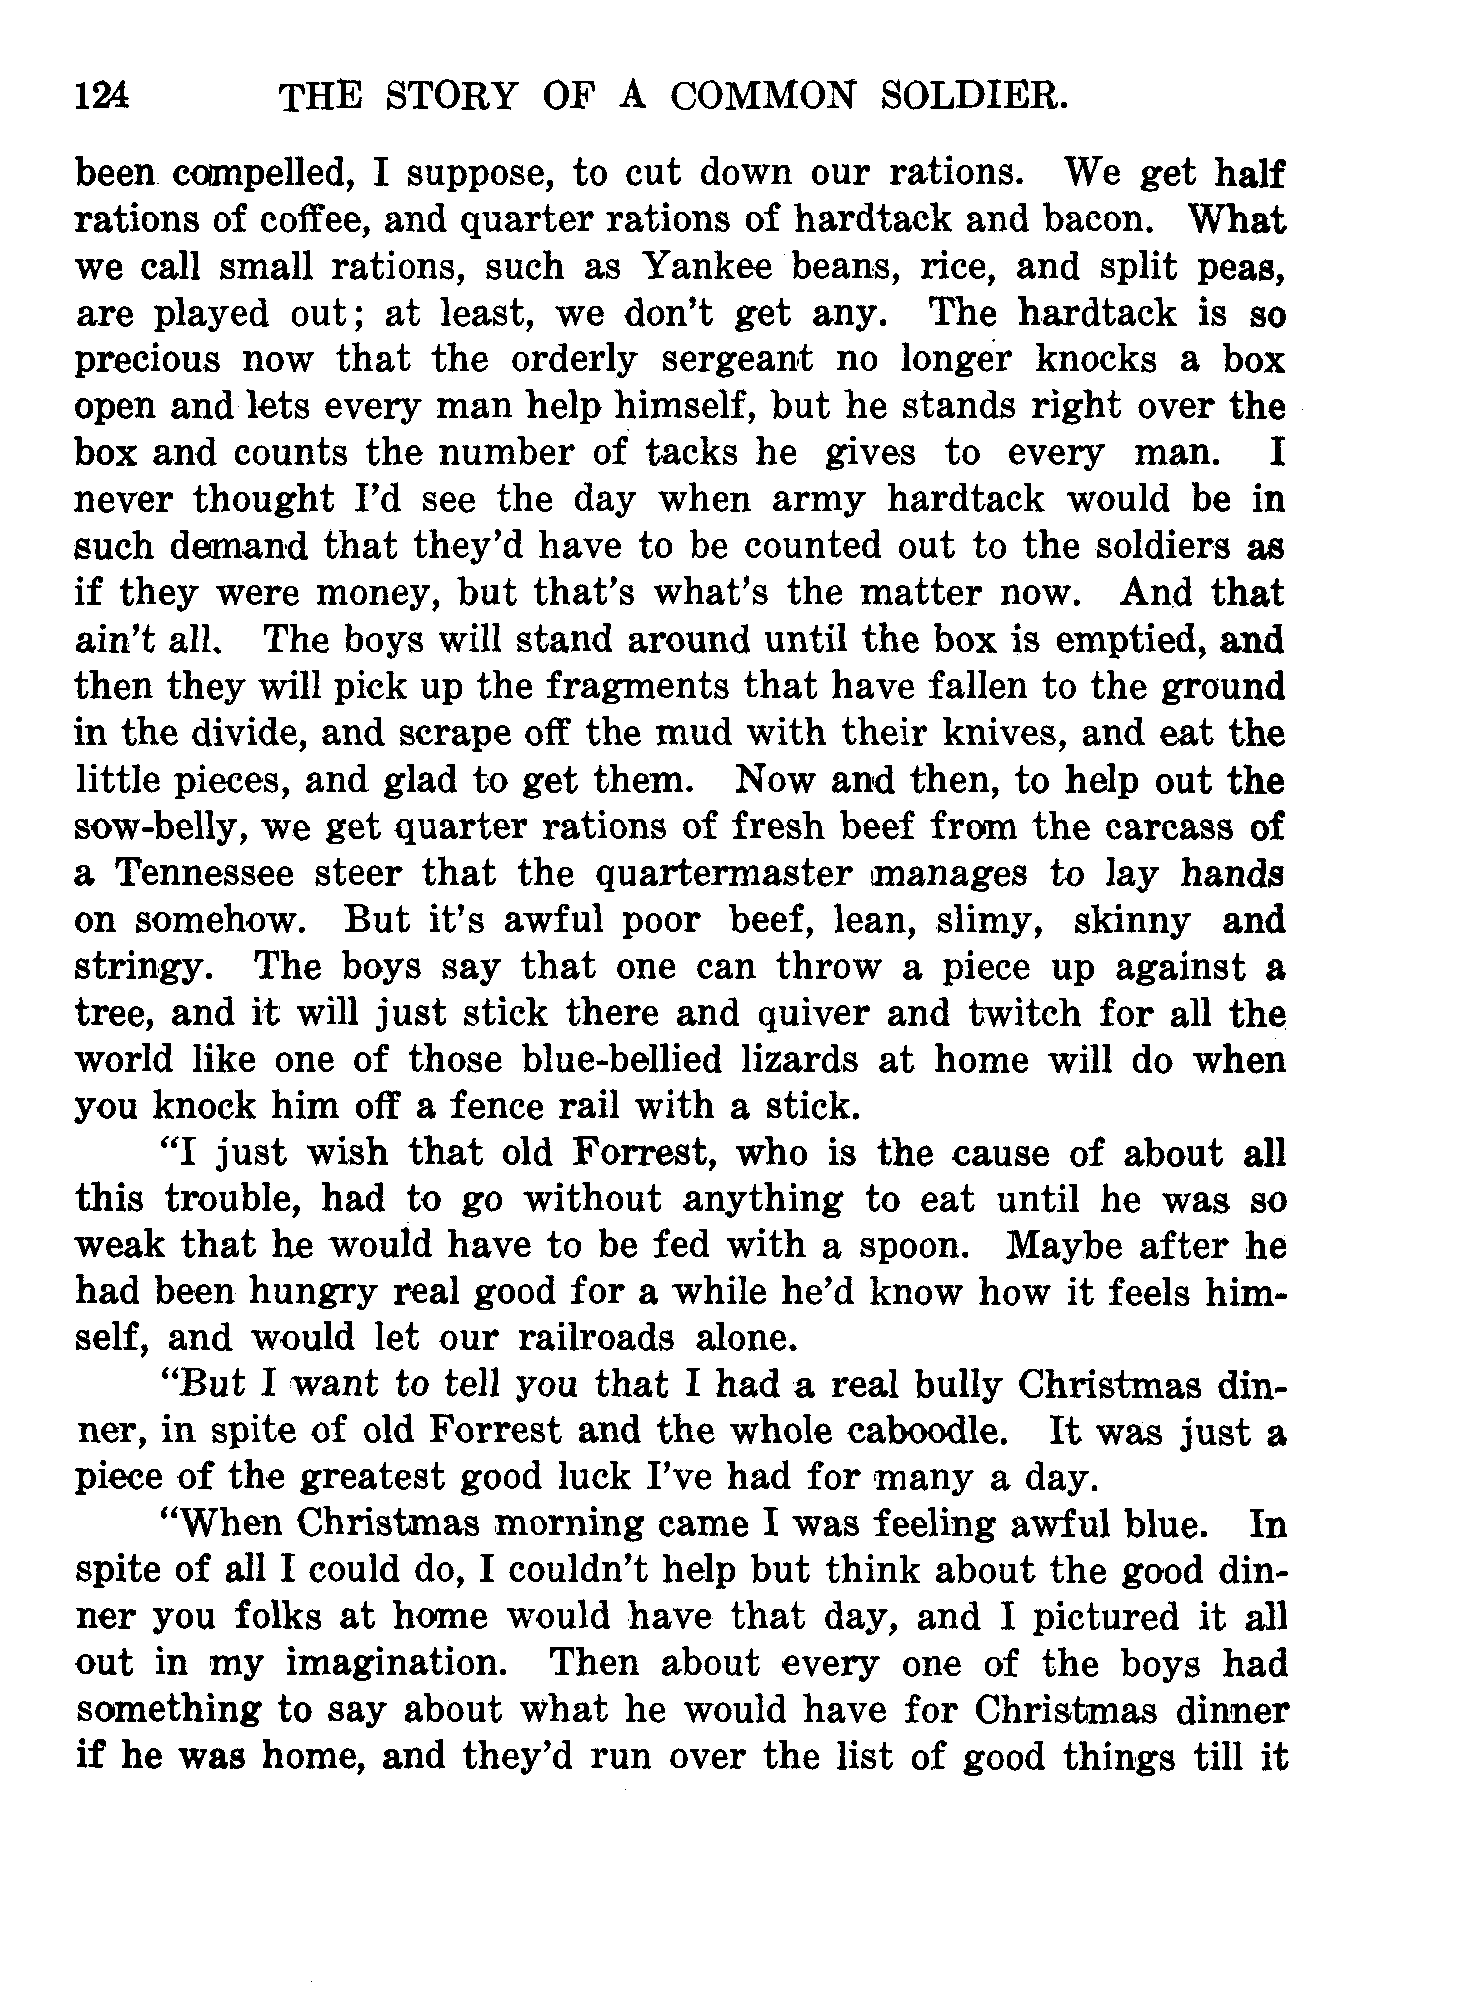 124 THE STORY OF A COMMON SOLDIER.
been compelled, I suppose, to cut down our rations. We get half
rations of coffee, and quarter rations of hardtack and bacon. What
we call small rations, such as Yankee beans, rice, and split peas,
are played out; at least, we don't get any. The hardtack is so
precious now that the orderly sergeant no longer knocks a box
open and lets every man help himself, but he stands right over the
box and counts the number of tacks he gives to every man. I
never thought I'd see the day when army hardtack would be in
such demand that they'd have to be counted out to the soldiers as
if they were money, but that's what's the matter now. And that
ain't all. The boys will stand around until the box is emptied, and
then they will pick up the fragments that have fallen to the ground
in the divide, and scrape off the mud with their knives, and eat the
little pieces, and glad to get them. Now and then, to help out the
sow-belly, we get quarter rations of fresh beef from the carcass of
a Tennessee steer that the quartermaster manages to lay hands
on somehow. But it's awful poor beef, lean, slimy, skinny and
stringy. The boys say that one can throw a piece up against a
tree, and it will just stick there and quiver and twitch for all the
world like one of those blue-bellied lizards at home will do when
you knock him off a fence rail with a stick.
"I just wish that old Forrest, who is the cause of about all
this trouble, had to go without anything to eat until he was so
weak that he would have to be fed with a spoon. Maybe after he
had been hungry real good for a while he'd know how it feels him-
self, and would let our railroads alone.
"But I want to tell you that I had a real bully Christmas din-
ner, in spite of old Forrest and the whole caboodle. It was just a
piece of the greatest good luck I've had for many a day.
"When Christmas morning came I was feeling awful blue. In
spite of all I could do, I couldn't help but think about the good din-
ner you folks at home would have that day, and I pictured it all
out in my imagination. Then about every one of the boys had
something to say about what he would have for Christmas dinner
if he was home, and they'd run over the list of good things till it